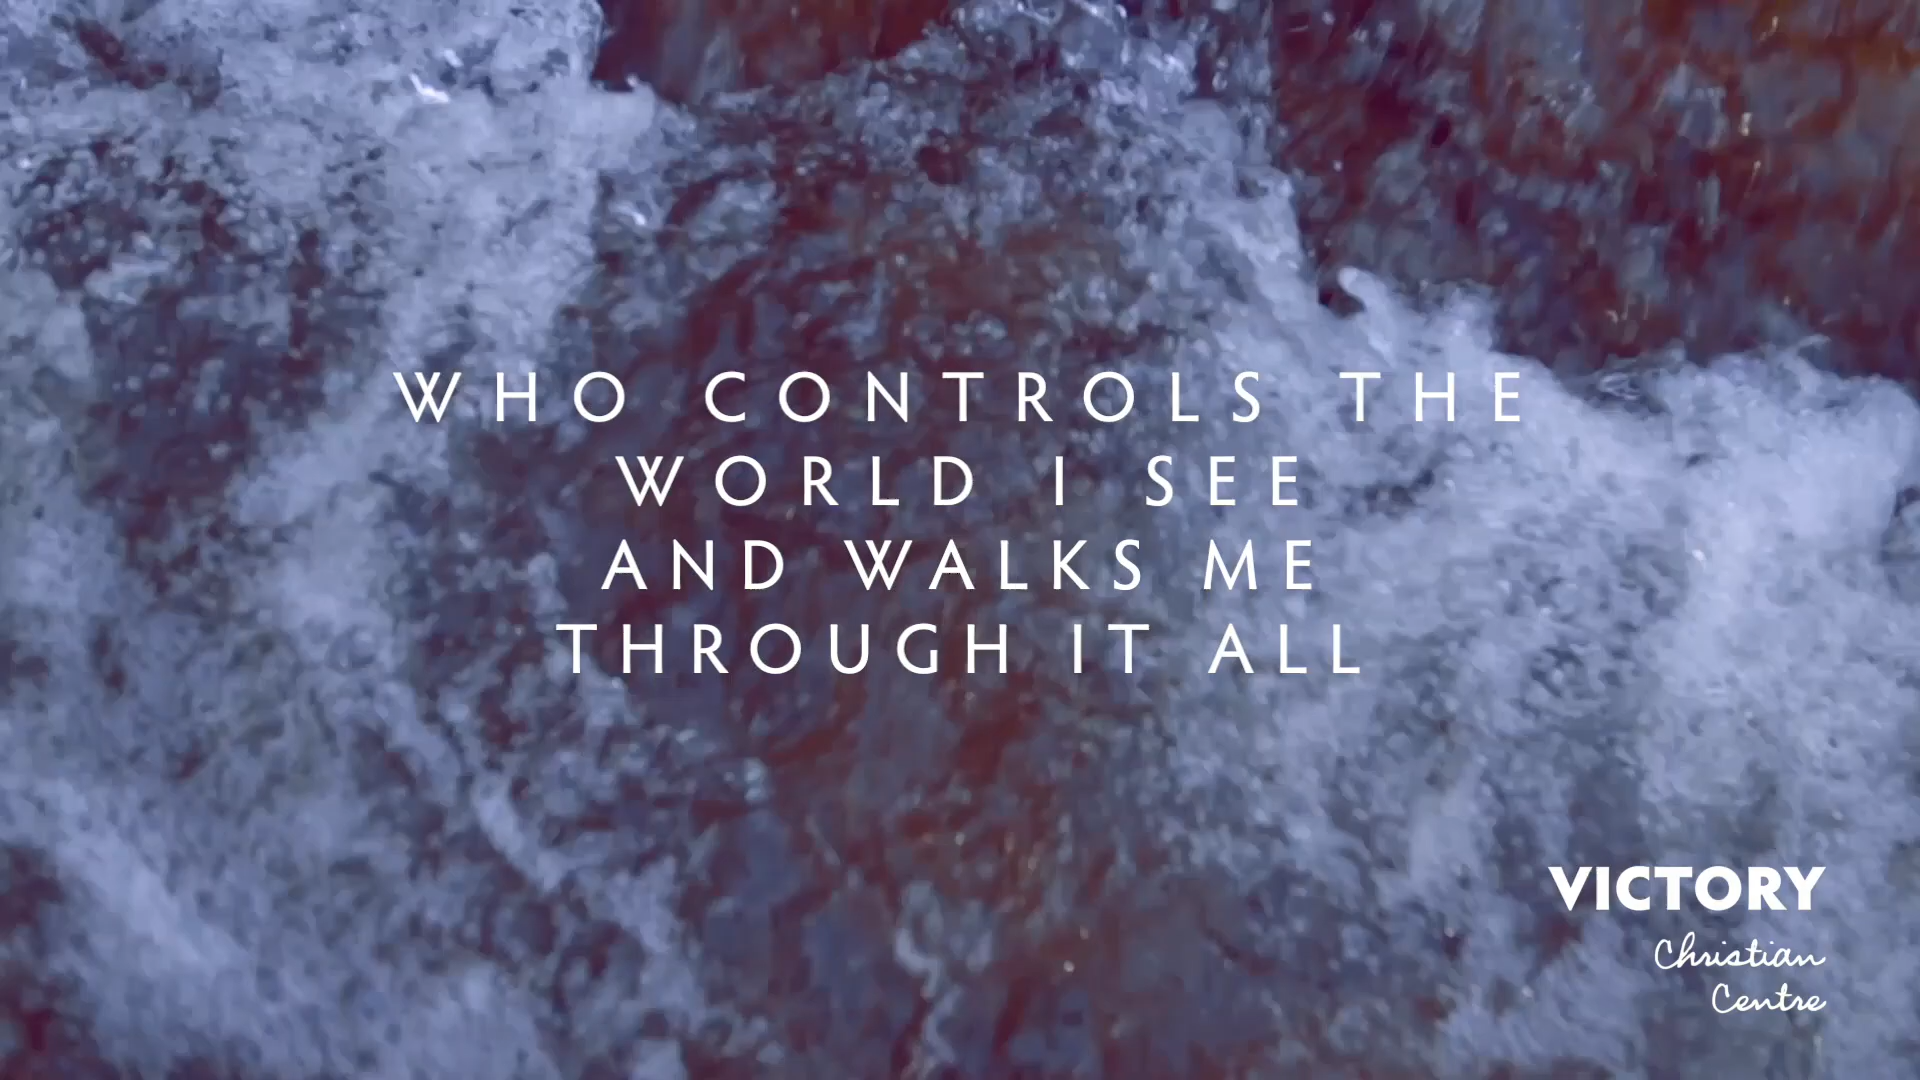 WHO CONTROLS THE
WORLD I SEE
AND WALKS ME
THROUGH IT ALL
VICTORY
Christian
Centre